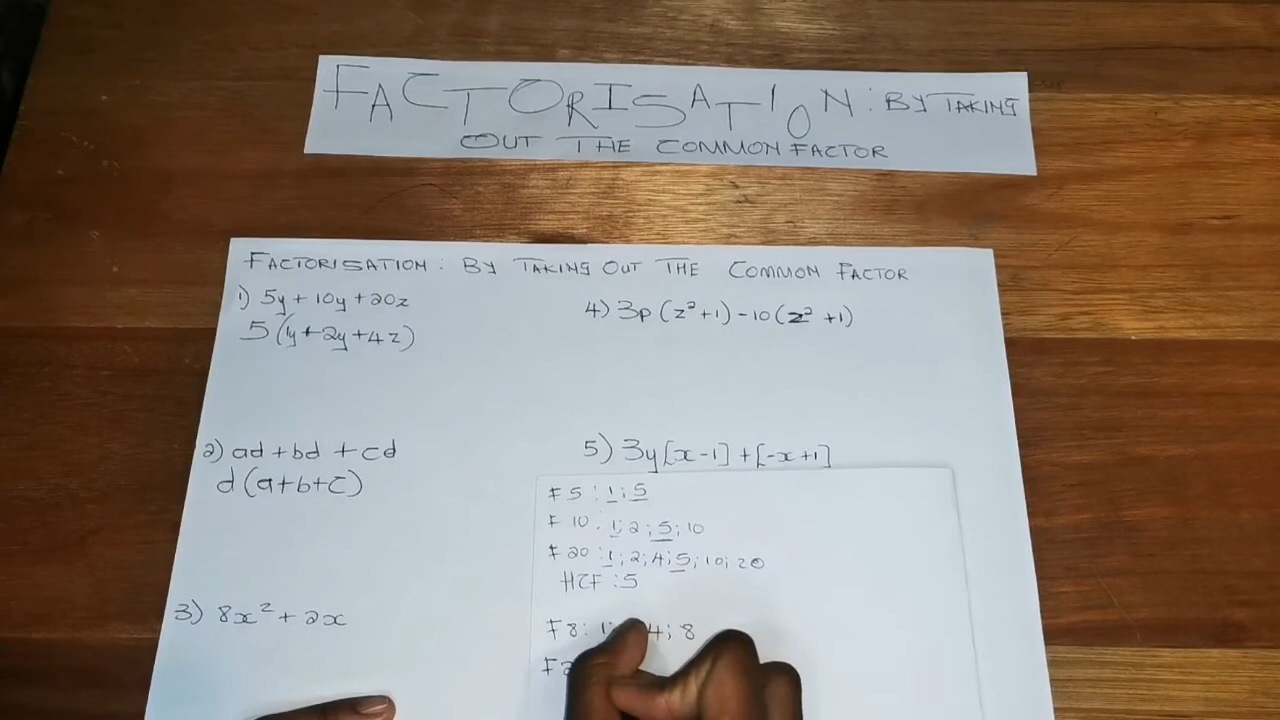 FACTORISATION: BY TAKING
OUT THE COMMON FACTOR
FACTORISATION: BY TAKING OUT THE COMMON FACTOR
1) 5y + 10y + 20z
5(1y + 2y + 4z)
2) ad + bd + cd
d(a+b+c)
3) 8x² + 2x
4) 3p(z²+1) - 10(z²+1)
5) 3y[x-1] + [-x+1]
F5: 1; 5
F10: 1; 2; 5; 10
F20: 1; 2; 4; 5; 10; 20
HCF: 5
F8: 1; 4; 8
F2